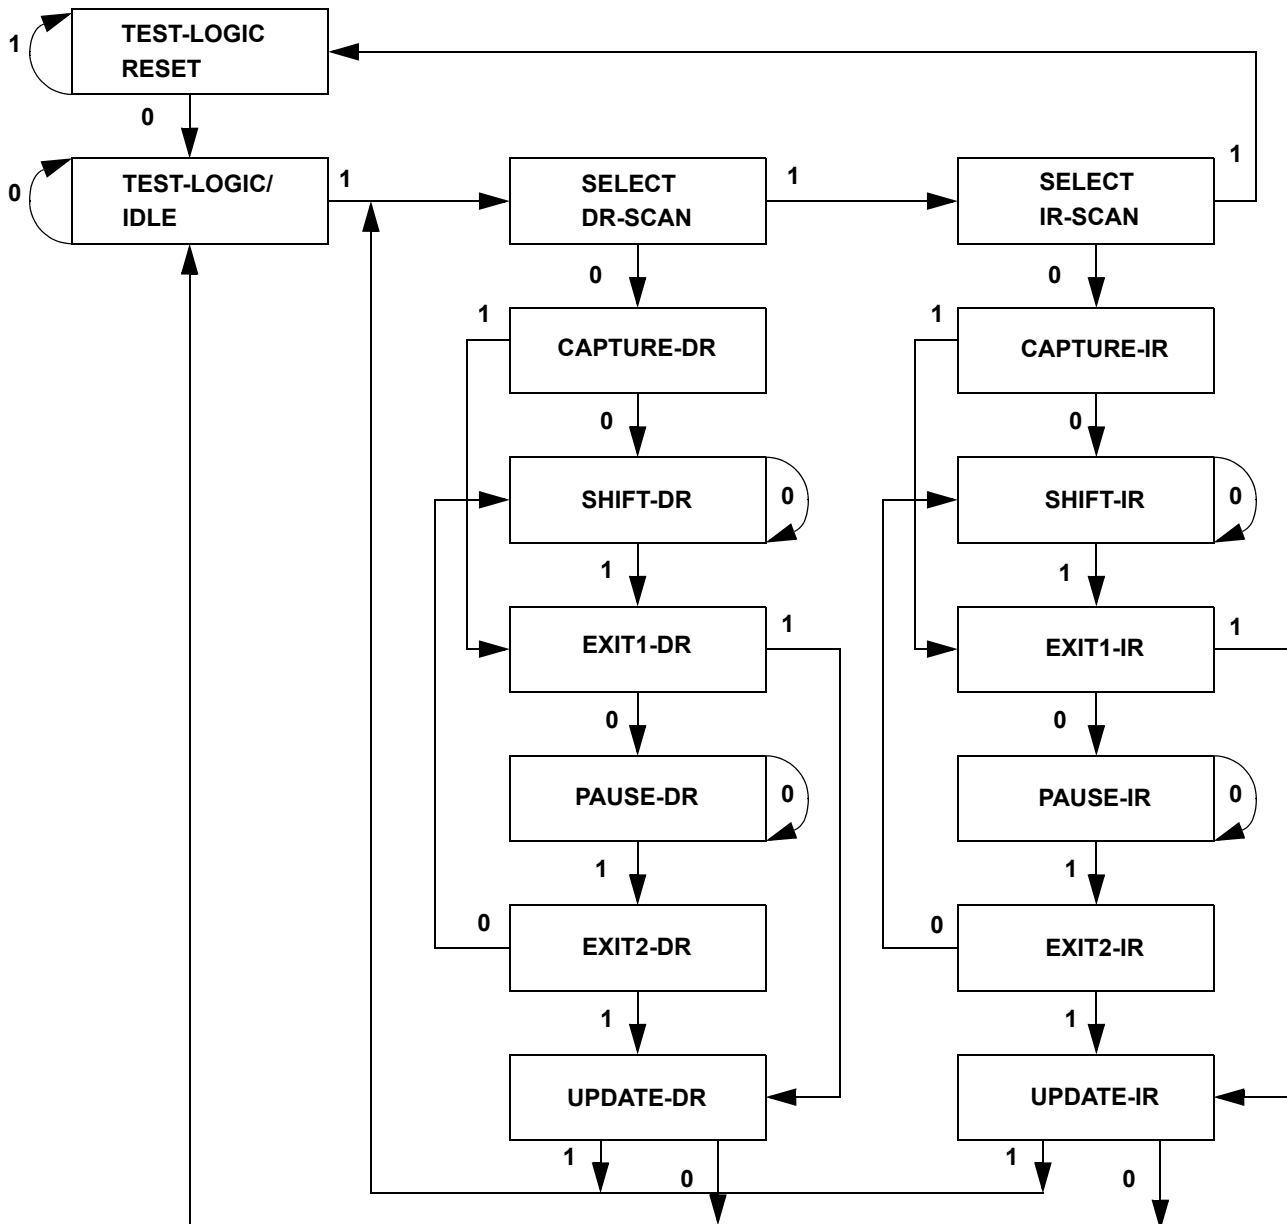 TEST-LOGIC
RESET
1
0
TEST-LOGIC/
IDLE
0
1
SELECT
DR-SCAN
1
SELECT
IR-SCAN
1
0
0
1
CAPTURE-DR
1
CAPTURE-IR
0
0
SHIFT-DR
0
SHIFT-IR
0
1
1
EXIT1-DR
1
EXIT1-IR
1
0
0
PAUSE-DR
0
PAUSE-IR
0
1
1
0
EXIT2-DR
0
EXIT2-IR
1
1
UPDATE-DR
UPDATE-IR
1
0
1
0